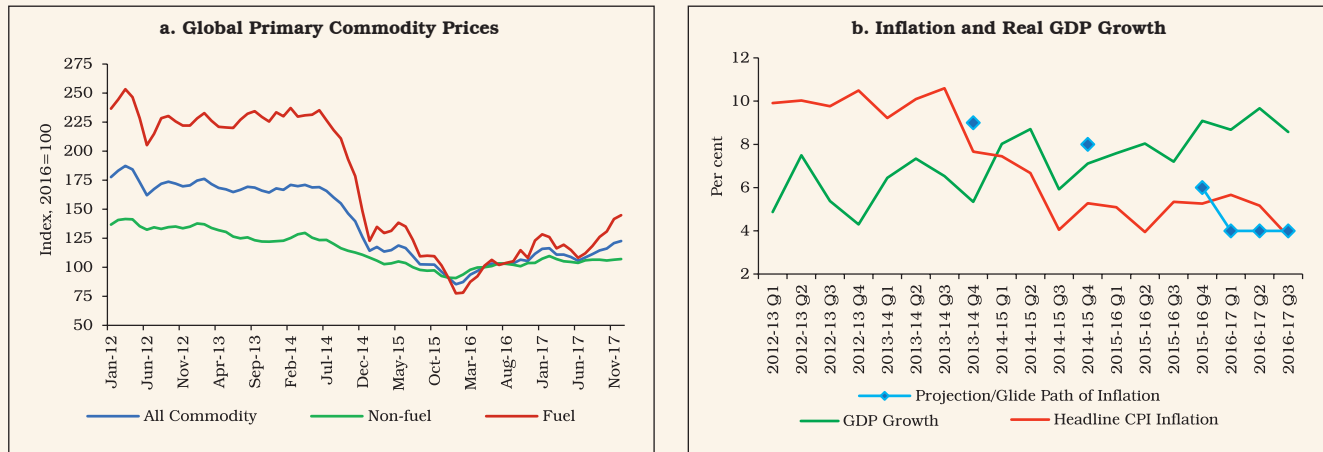 a. Global Primary Commodity Prices
275
250
225
200
175
150
125
100
75
50
Index, 2016=100
Jan-12
Jun-12
Nov-12
Apr-13
Sep-13
Feb-14
Jul-14
Dec-14
May-15
Oct-15
Mar-16
Aug-16
Jan-17
Jun-17
Nov-17
All Commodity
Non-fuel
Fuel
b. Inflation and Real GDP Growth
12
10
8
6
4
2
Per cent
2012-13 Q1
2012-13 Q2
2012-13 Q3
2012-13 Q4
2013-14 Q1
2013-14 Q2
2013-14 Q3
2013-14 Q4
2014-15 Q1
2014-15 Q2
2014-15 Q3
2014-15 Q4
2015-16 Q1
2015-16 Q2
2015-16 Q3
2015-16 Q4
2016-17 Q1
2016-17 Q2
2016-17 Q3
Projection/Glide Path of Inflation
GDP Growth
Headline CPI Inflation